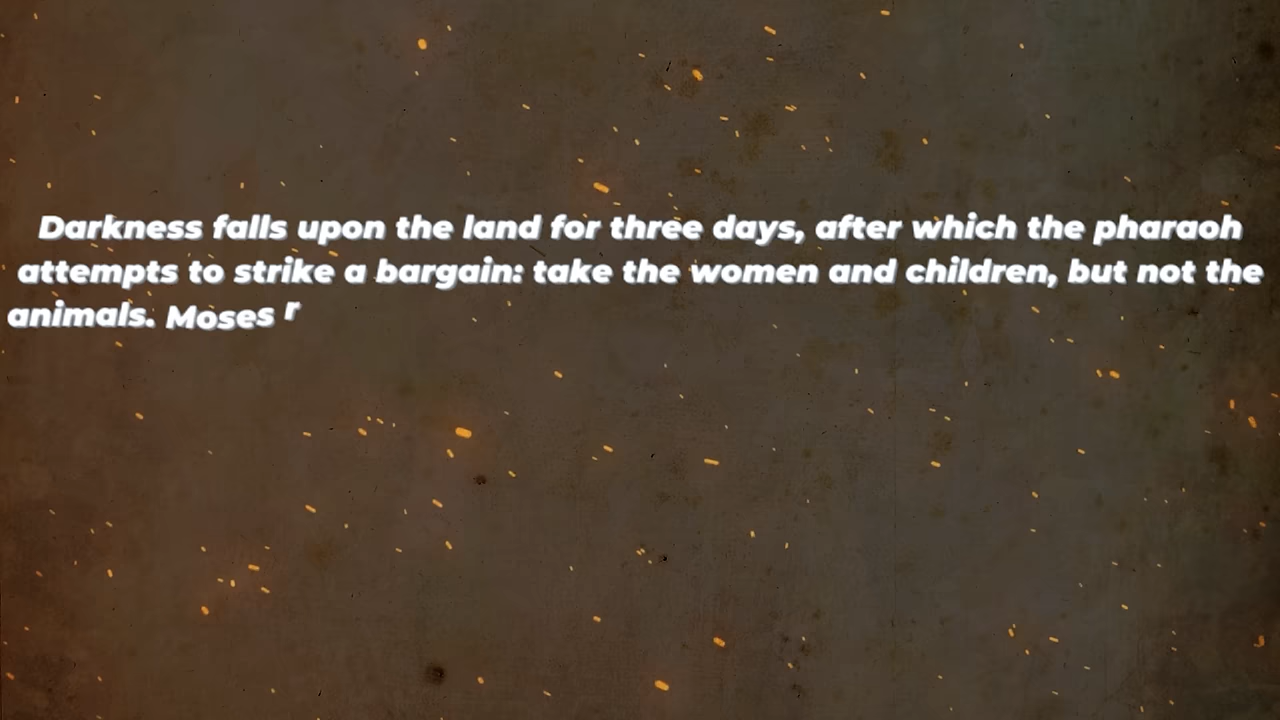 Darkness falls upon the land for three days, after which the pharaoh
attempts to strike a bargain: take the women and children, but not the
animals. Moses r